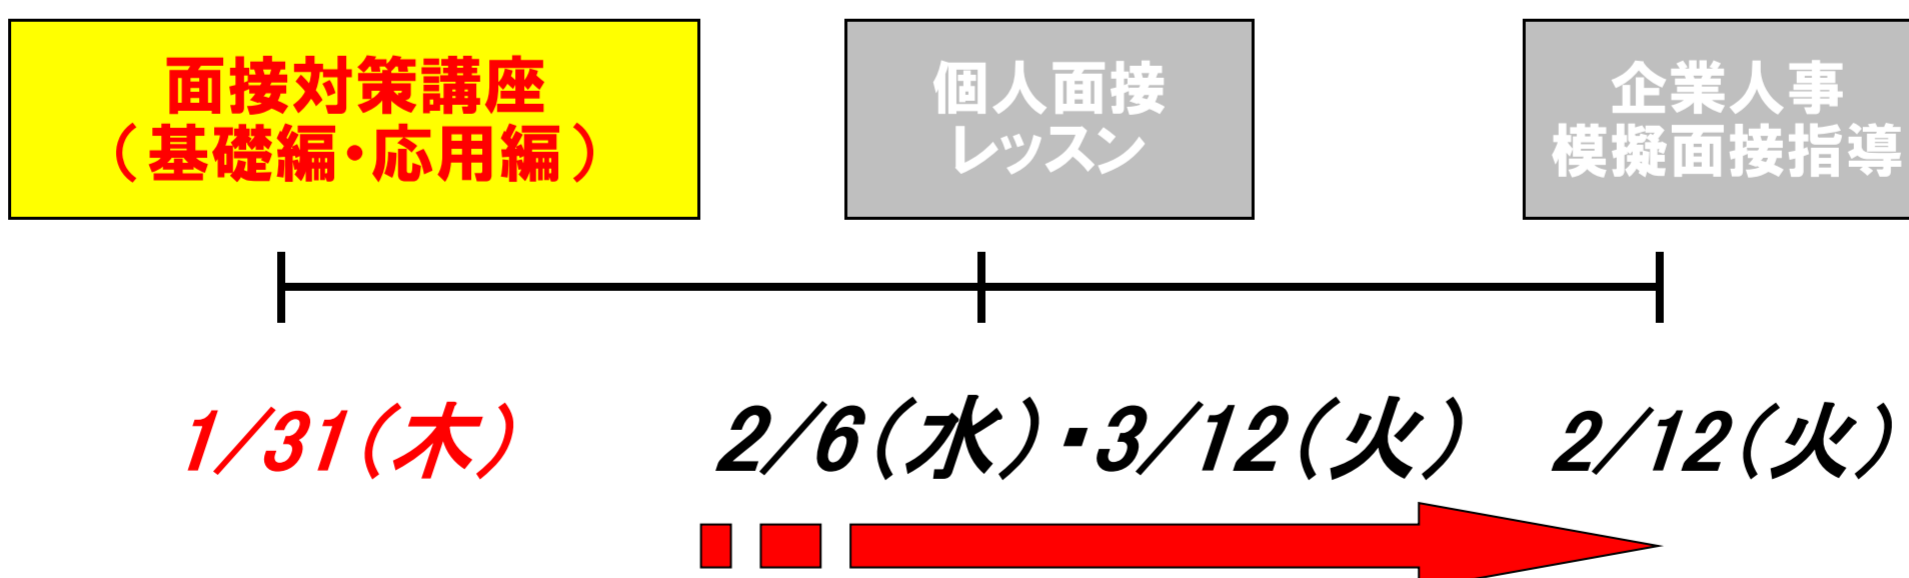 面接対策講座
（基礎編・応用編）
個人面接
レッスン
企業人事
模擬面接指導
1/31（木）
2/6（水）・3/12（火）
2/12（火）